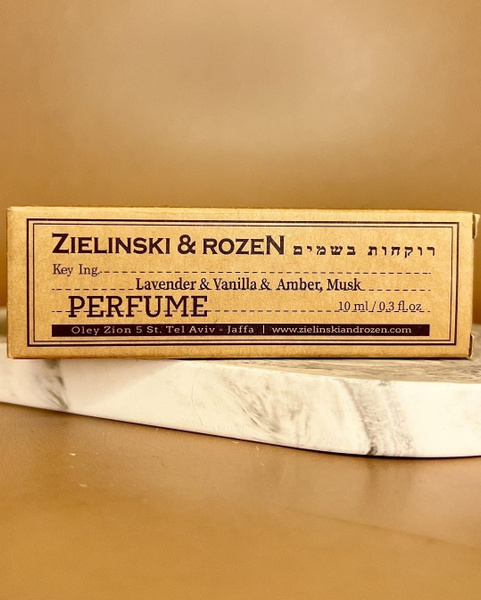 ZIELINSKI & ROZEN רוקחות בשמים
Key Ing.
Lavender & Vanilla & Amber, Musk
PERFUME 10 ml / 0,3 fl.oz
Oley Zion 5 St. Tel Aviv - Jaffa | www.zielinskiandrozen.com